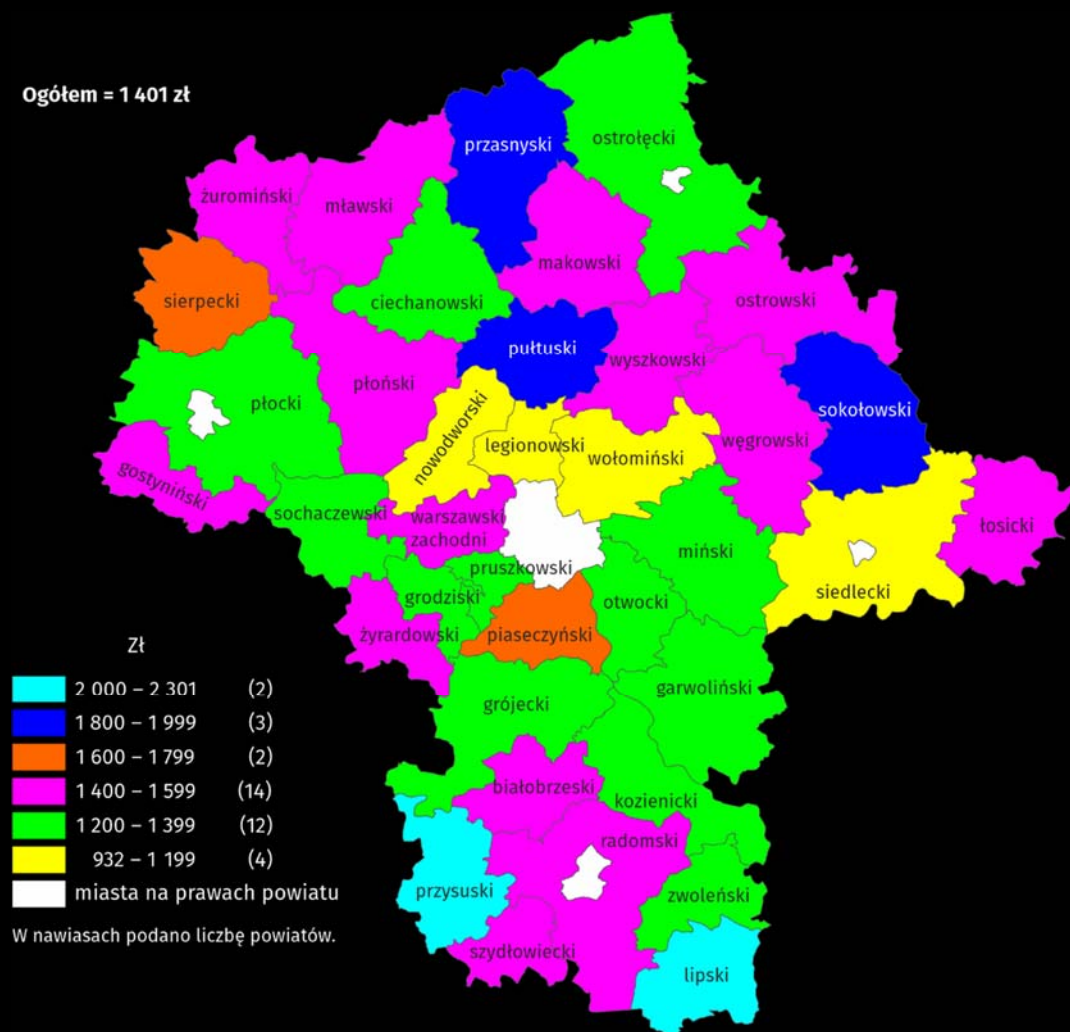 Ogółem = 1 401 zł
przasnyski
ostrołęcki
żuromiński
mławski
makowski
sierpecki
ciechanowski
ostrowski
pułtuski
wyszkowski
płoński
płocki
nowodworski
sokołowski
legionowski
wołomiński
węgrowski
gostyniński
sochaczewski
warszawski
zachodni
łosicki
miński
pruszkowski
siedlecki
grodziski
otwocki
żyrardowski
piaseczyński
garwoliński
grójecki
białobrzeski
kozienicki
radomski
przysuski
zwoleński
szydłowiecki
lipski
Zł
2 000 – 2 301 (2)
1 800 – 1 999 (3)
1 600 – 1 799 (2)
1 400 – 1 599 (14)
1 200 – 1 399 (12)
932 – 1 199 (4)
miasta na prawach powiatu
W nawiasach podano liczbę powiatów.